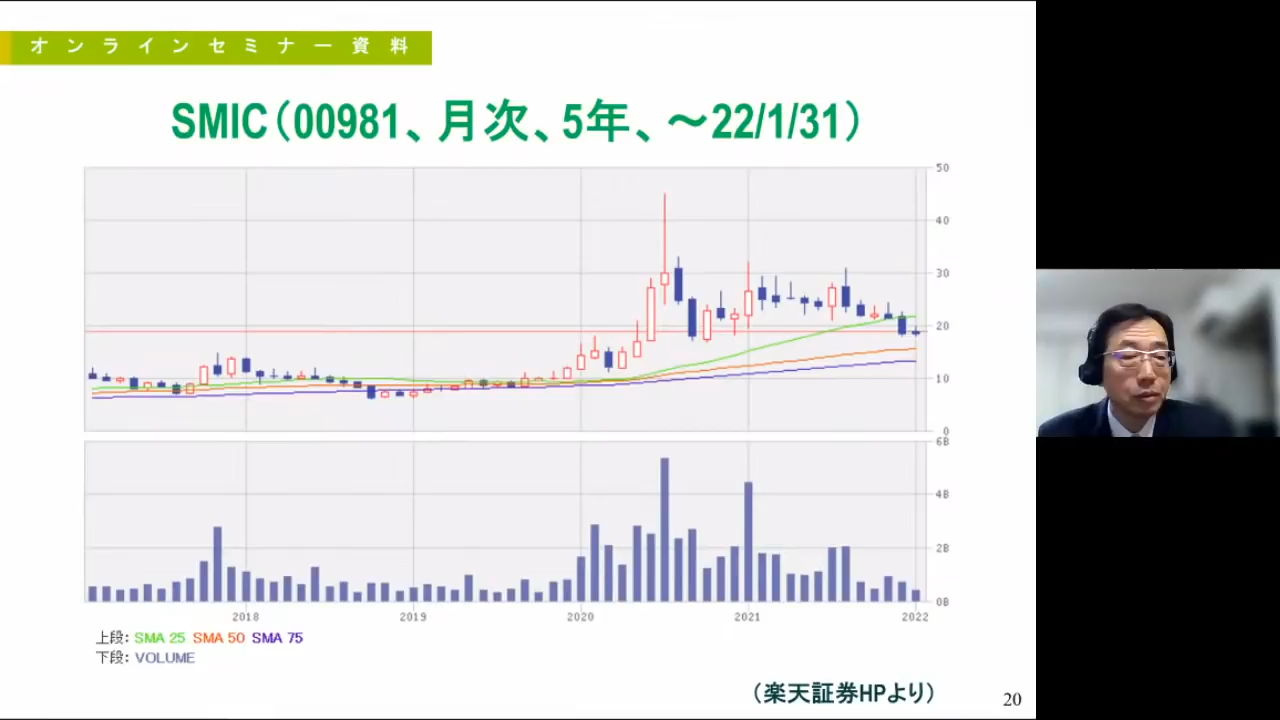 オンラインセミナー資料
SMIC（00981、月次、5年、～22/1/31）
50
40
30
20
10
0
6B
4B
2B
0B
2018 2019 2020 2021 2022
上段: SMA 25 SMA 50 SMA 75
下段: VOLUME
（楽天証券HPより）
20